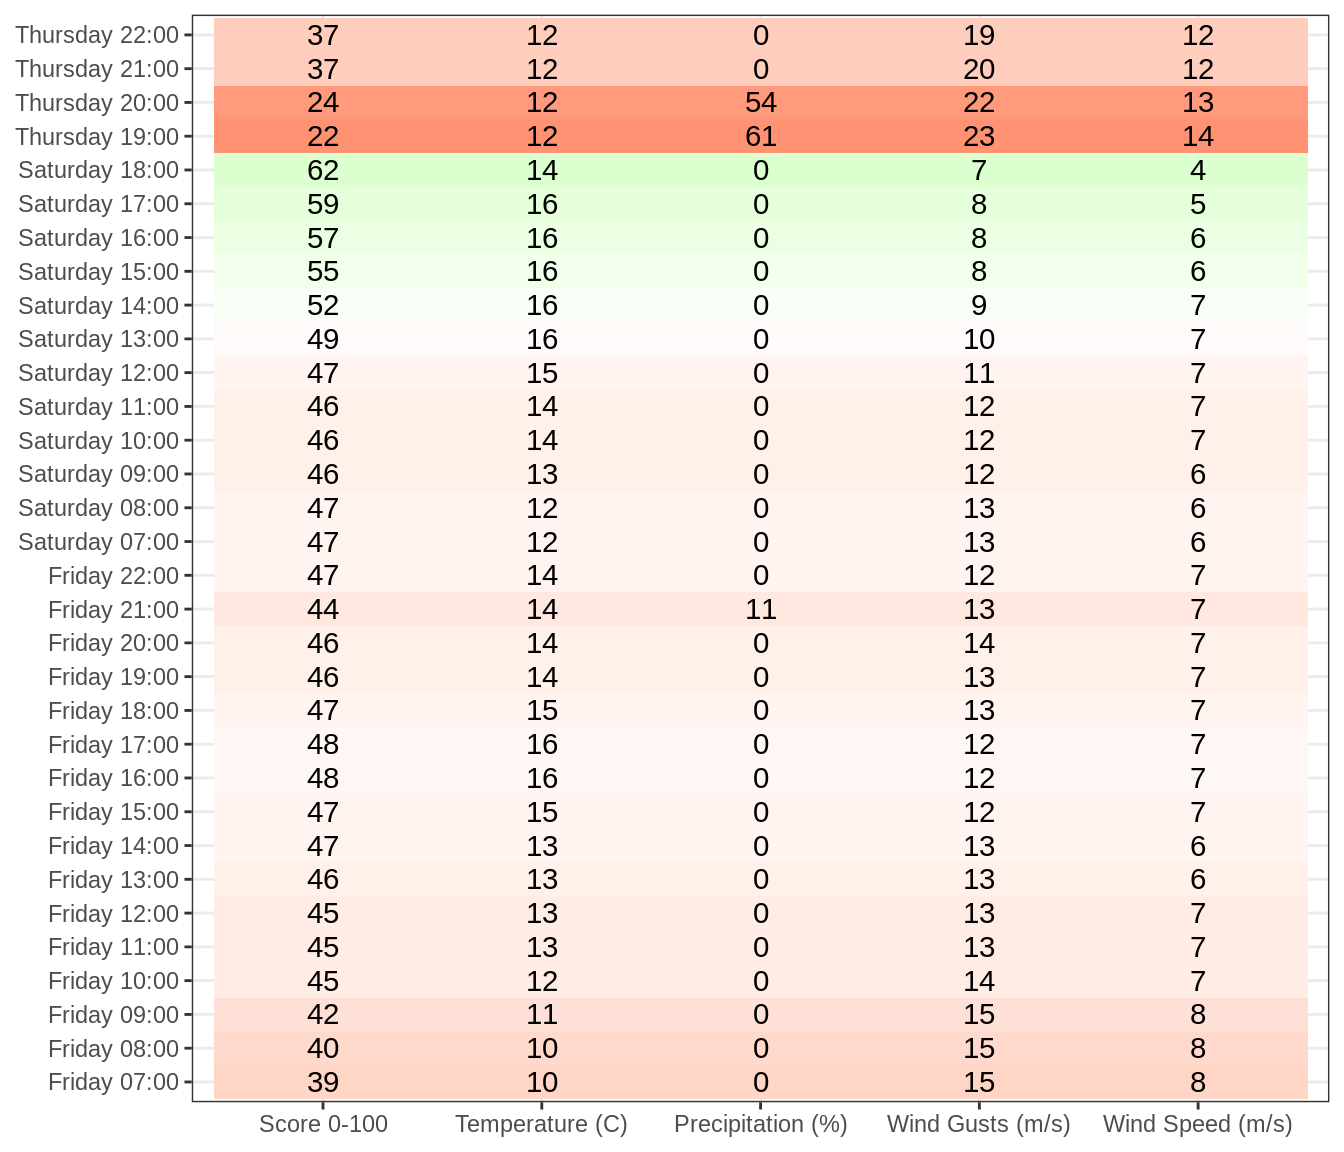 Thursday 22:00 37 12 0 19 12
Thursday 21:00 37 12 0 20 12
Thursday 20:00 24 12 54 22 13
Thursday 19:00 22 12 61 23 14
Saturday 18:00 62 14 0 7 4
Saturday 17:00 59 16 0 8 5
Saturday 16:00 57 16 0 8 6
Saturday 15:00 55 16 0 8 6
Saturday 14:00 52 16 0 9 7
Saturday 13:00 49 16 0 10 7
Saturday 12:00 47 15 0 11 7
Saturday 11:00 46 14 0 12 7
Saturday 10:00 46 14 0 12 7
Saturday 09:00 46 13 0 12 6
Saturday 08:00 47 12 0 13 6
Saturday 07:00 47 12 0 13 6
Friday 22:00 47 14 0 12 7
Friday 21:00 44 14 11 13 7
Friday 20:00 46 14 0 14 7
Friday 19:00 46 14 0 13 7
Friday 18:00 47 15 0 13 7
Friday 17:00 48 16 0 12 7
Friday 16:00 48 16 0 12 7
Friday 15:00 47 15 0 12 7
Friday 14:00 47 13 0 13 6
Friday 13:00 46 13 0 13 6
Friday 12:00 45 13 0 13 7
Friday 11:00 45 13 0 13 7
Friday 10:00 45 12 0 14 7
Friday 09:00 42 11 0 15 8
Friday 08:00 40 10 0 15 8
Friday 07:00 39 10 0 15 8
Score 0-100 Temperature (C) Precipitation (%) Wind Gusts (m/s) Wind Speed (m/s)